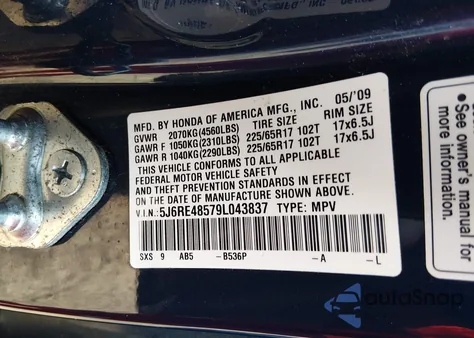 MFD. BY HONDA OF AMERICA MFG., INC. 05/'09
GVWR 2070KG(4560LBS) TIRE SIZE RIM SIZE
GAWR F 1050KG(2310LBS) 225/65R17 102T 17x6.5J
GAWR R 1040KG(2290LBS) 225/65R17 102T 17x6.5J
THIS VEHICLE CONFORMS TO ALL APPLICABLE
FEDERAL MOTOR VEHICLE SAFETY
AND THEFT PREVENTION STANDARDS IN EFFECT
ON THE DATE OF MANUFACTURE SHOWN ABOVE.
V.I.N.:5J6RE48579L043837 TYPE: MPV
SXS 9 AB5 -B536P -A -L
See owner's
manual for
autoSnap